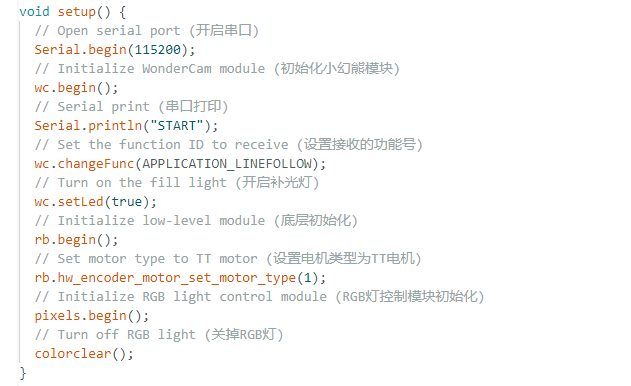 void setup() {
  // Open serial port (开启串口)
  Serial.begin(115200);
  // Initialize WonderCam module (初始化小幻熊模块)
  wc.begin();
  // Serial print (串口打印)
  Serial.println("START");
  // Set the function ID to receive (设置接收的功能号)
  wc.changeFunc(APPLICATION_LINEFOLLOW);
  // Turn on the fill light (开启补光灯)
  wc.setLed(true);
  // Initialize low-level module (底层初始化)
  rb.begin();
  // Set motor type to TT motor (设置电机类型为TT电机)
  rb.hw_encoder_motor_set_motor_type(1);
  // Initialize RGB light control module (RGB灯控制模块初始化)
  pixels.begin();
  // Turn off RGB light (关掉RGB灯)
  colorclear();
}